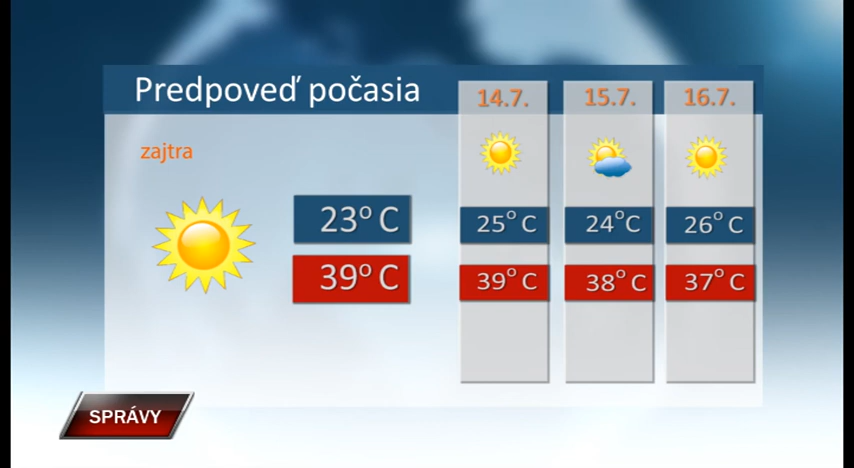 Predpoveď počasia
zajtra
23° C
39° C
14.7.
25° C
39° C
15.7.
24°C
38° C
16.7.
26° C
37° C
SPRÁVY